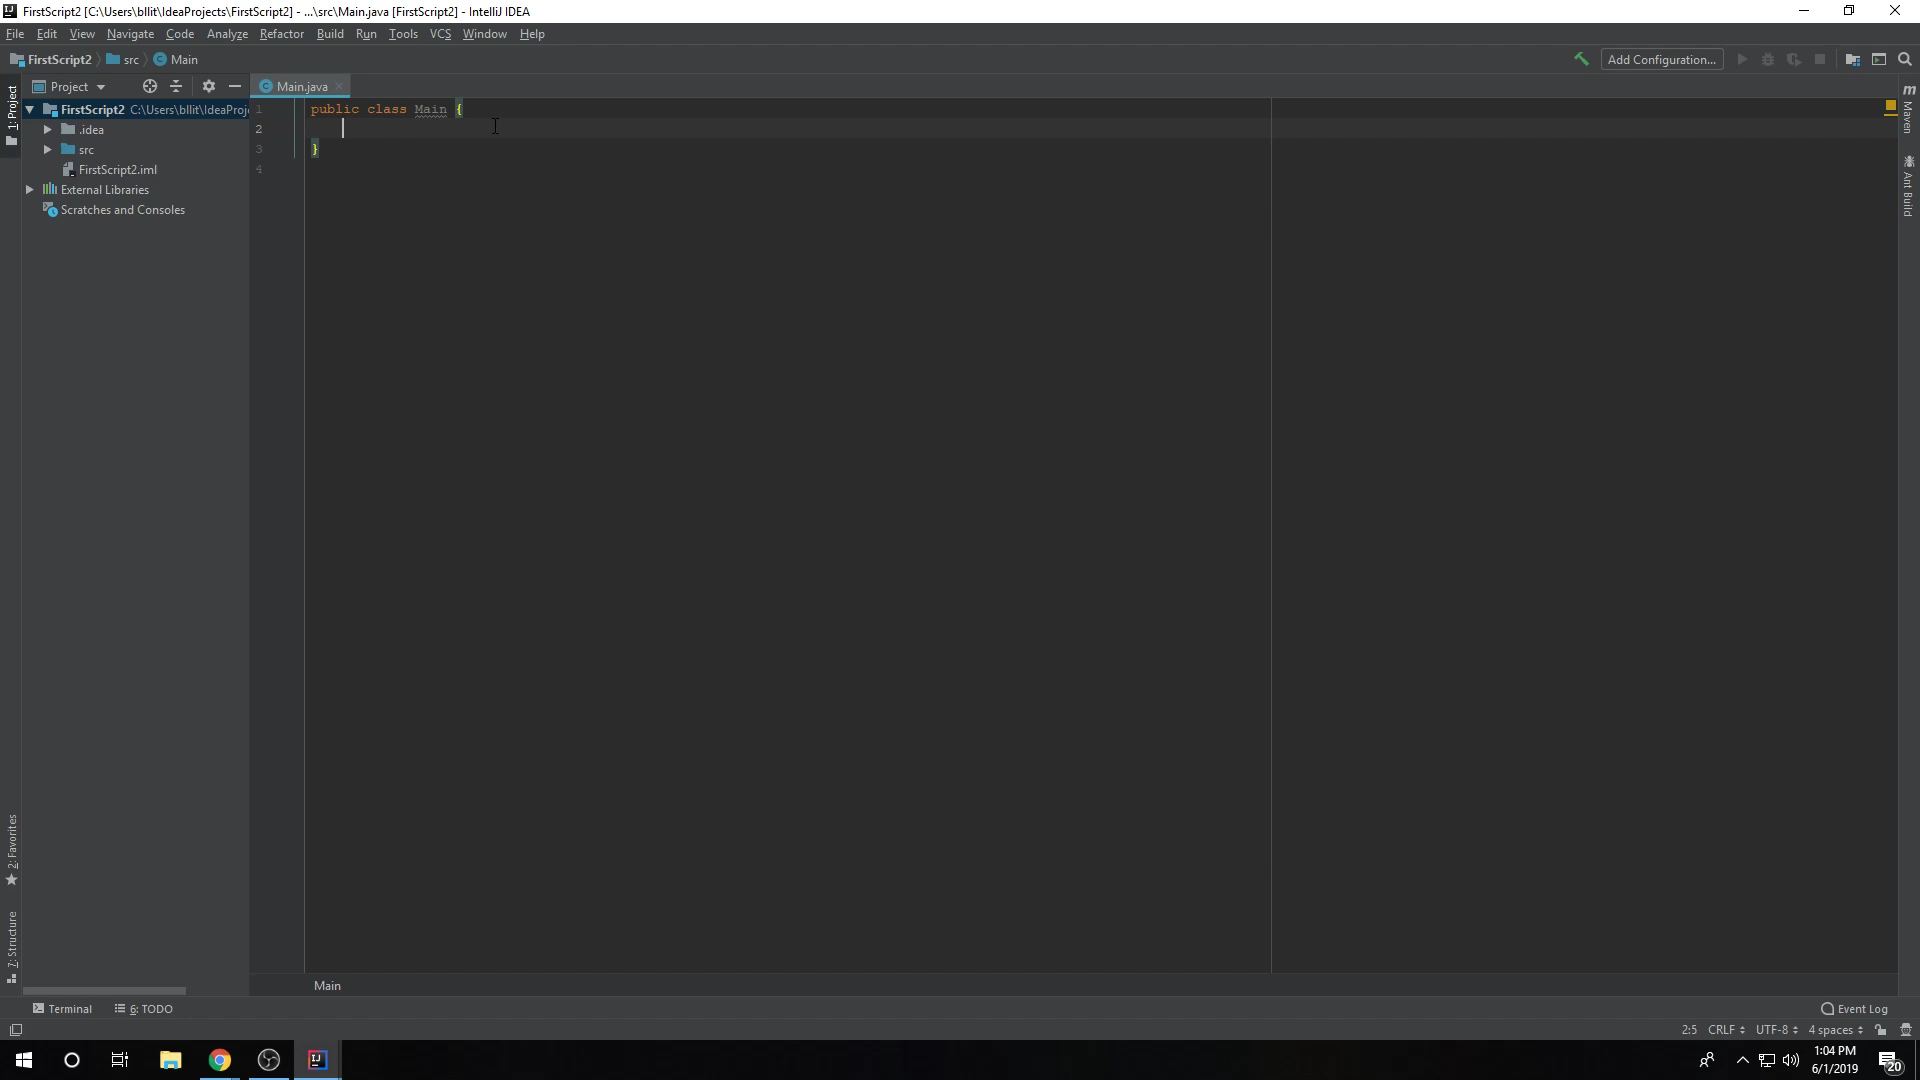 FirstScript2 [C:\Users\bllit\IdeaProjects\FirstScript2] - ...\src\Main.java [FirstScript2] - IntelliJ IDEA
File Edit View Navigate Code Analyze Refactor Build Run Tools VCS Window Help
FirstScript2 src Main
Add Configuration...
Project
Main.java
1: Project
FirstScript2 C:\Users\bllit\IdeaProj
.idea
src
FirstScript2.iml
External Libraries
Scratches and Consoles
1 public class Main {
2
3 }
4
Maven
Ant Build
2: Favorites
7: Structure
Main
Terminal
6: TODO
Event Log
2:5 CRLF UTF-8 4 spaces
1:04 PM
6/1/2019
20